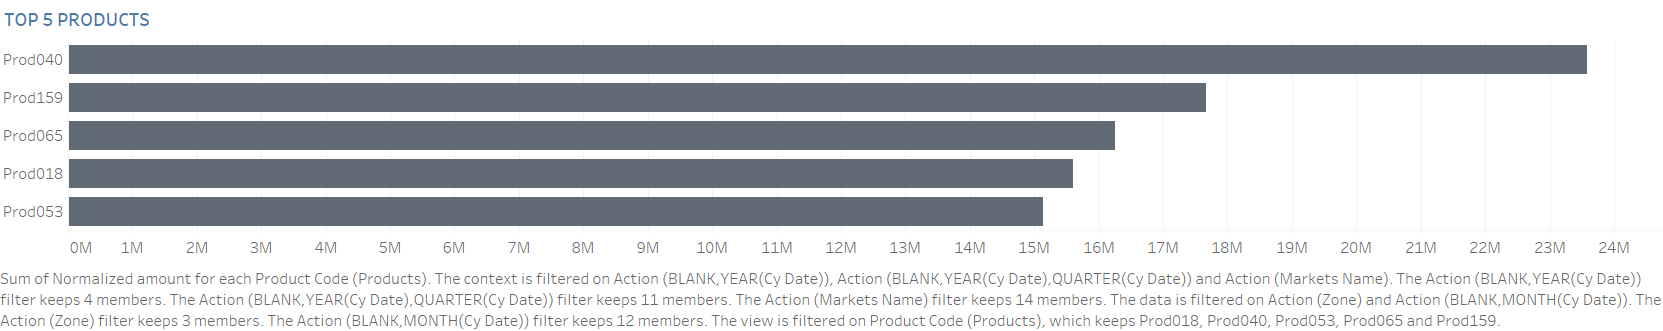 TOP 5 PRODUCTS
Prod040
Prod159
Prod065
Prod018
Prod053
0M 1M 2M 3M 4M 5M 6M 7M 8M 9M 10M 11M 12M 13M 14M 15M 16M 17M 18M 19M 20M 21M 22M 23M 24M
Sum of Normalized amount for each Product Code (Products). The context is filtered on Action (BLANK,YEAR(Cy Date)), Action (BLANK,YEAR(Cy Date),QUARTER(Cy Date)) and Action (Markets Name). The Action (BLANK,YEAR(Cy Date))
filter keeps 4 members. The Action (BLANK,YEAR(Cy Date),QUARTER(Cy Date)) filter keeps 11 members. The Action (Markets Name) filter keeps 14 members. The data is filtered on Action (Zone) and Action (BLANK,MONTH(Cy Date)). The
Action (Zone) filter keeps 3 members. The Action (BLANK,MONTH(Cy Date)) filter keeps 12 members. The view is filtered on Product Code (Products), which keeps Prod018, Prod040, Prod053, Prod065 and Prod159.